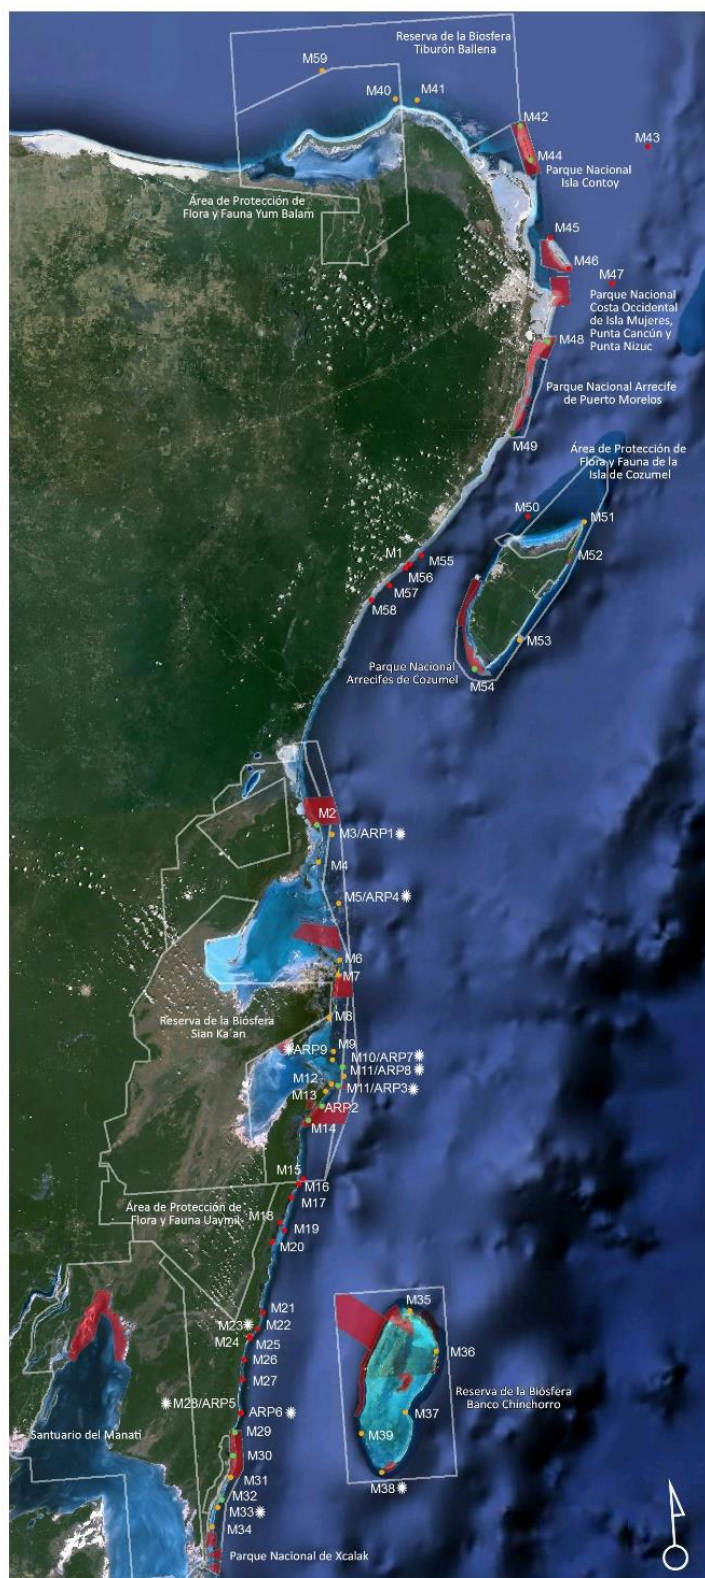 Reserva de la Biosfera
Tiburón Ballena
M59
M40
M41
M42
M43
M44
Parque Nacional
Isla Contoy
Área de Protección de
Flora y Fauna Yum Balam
M45
M46
M47
Parque Nacional
Costa Occidental
de Isla Mujeres,
Punta Cancún y
Punta Nizuc
M48
Parque Nacional Arrecife
de Puerto Morelos
M49
Área de Protección de
Flora y Fauna de la
Isla de Cozumel
M50
M51
M1
M55
M52
M56
M57
M58
M53
Parque Nacional
Arrecifes de Cozumel
M54
M2
M3/ARP1
M4
M5/ARP4
M6
M7
Reserva de la Biósfera
Sian Ka´an
M8
ARP9
M9
M10/ARP7
M11/ARP8
M12
M11/ARP3
M13
ARP2
M14
M15
M16
M17
Área de Protección de
Flora y Fauna Uaymil
M18
M19
M20
M21
M23
M22
M24
M25
M26
M27
M35
M36
Reserva de la Biósfera
Banco Chinchorro
M28/ARP5
ARP6
M37
Santuario del Manatí
M29
M39
M30
M31
M38
M32
M33
M34
Parque Nacional de Xcalak